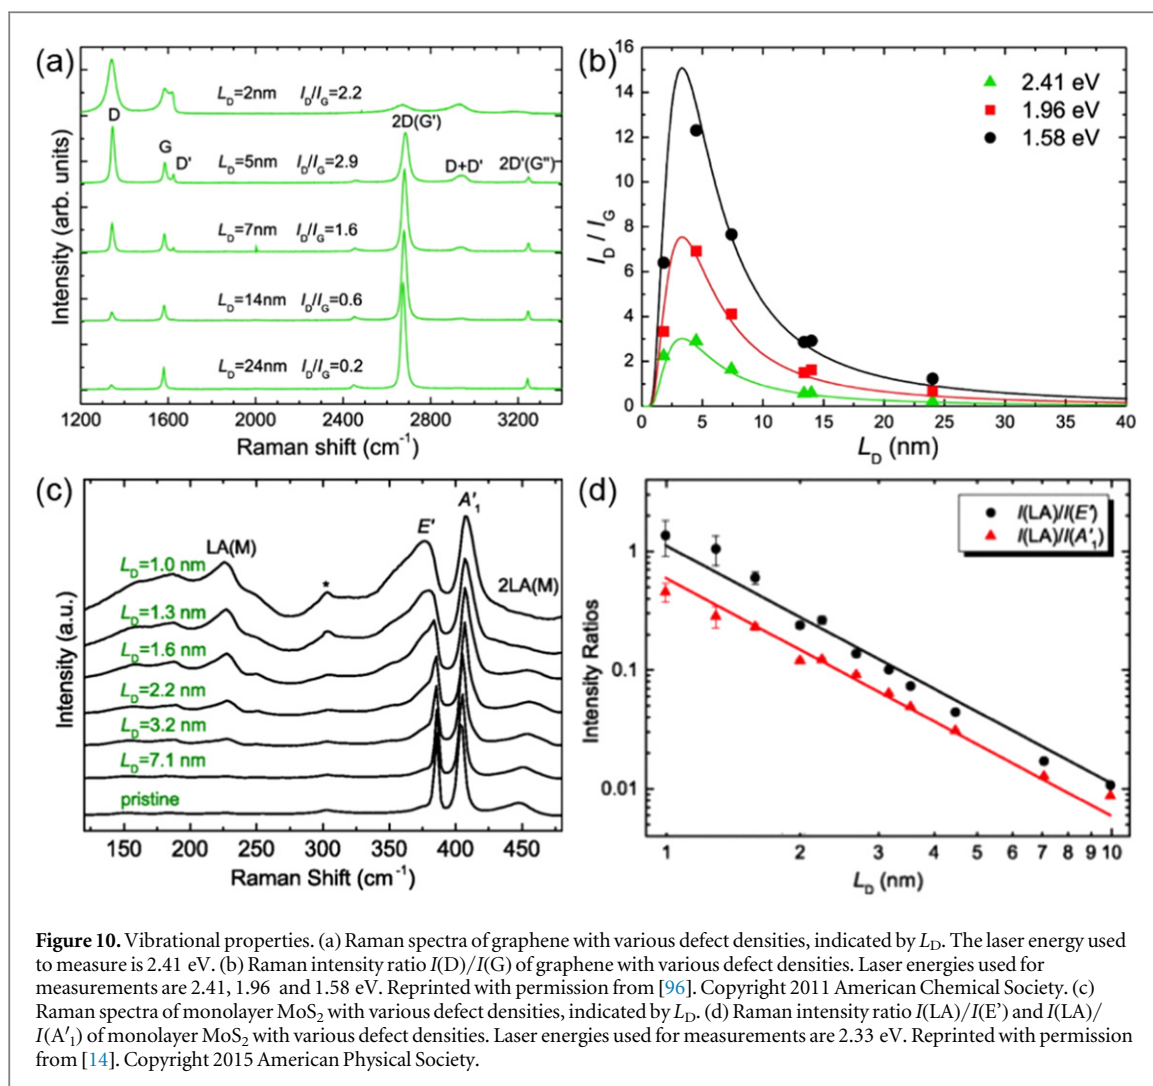 (a)
L_D=2nm I_D/I_G=2.2
D
2D(G')
G
D'
L_D=5nm I_D/I_G=2.9
D+D'
2D'(G'')
L_D=7nm I_D/I_G=1.6
L_D=14nm I_D/I_G=0.6
L_D=24nm I_D/I_G=0.2
Intensity (arb. units)
1200 1600 2000 2400 2800 3200
Raman shift (cm⁻¹)
(b)
16
14
12
10
8
6
4
2
0
I_D / I_G
2.41 eV
1.96 eV
1.58 eV
0 5 10 15 20 25 30 35 40
L_D (nm)
(c)
A'₁
E'
LA(M)
L_D=1.0 nm
*
2LA(M)
L_D=1.3 nm
L_D=1.6 nm
L_D=2.2 nm
L_D=3.2 nm
L_D=7.1 nm
pristine
Intensity (a.u.)
150 200 250 300 350 400 450
Raman Shift (cm⁻¹)
(d)
I(LA)/I(E')
I(LA)/I(A'₁)
1
0.1
0.01
Intensity Ratios
1 2 3 4 5 6 7 8 9 10
L_D (nm)
Figure 10. Vibrational properties. (a) Raman spectra of graphene with various defect densities, indicated by L_D. The laser energy used
to measure is 2.41 eV. (b) Raman intensity ratio I(D)/I(G) of graphene with various defect densities. Laser energies used for
measurements are 2.41, 1.96 and 1.58 eV. Reprinted with permission from [96]. Copyright 2011 American Chemical Society. (c)
Raman spectra of monolayer MoS₂ with various defect densities, indicated by L_D. (d) Raman intensity ratio I(LA)/I(E') and I(LA)/
I(A'₁) of monolayer MoS₂ with various defect densities. Laser energies used for measurements are 2.33 eV. Reprinted with permission
from [14]. Copyright 2015 American Physical Society.